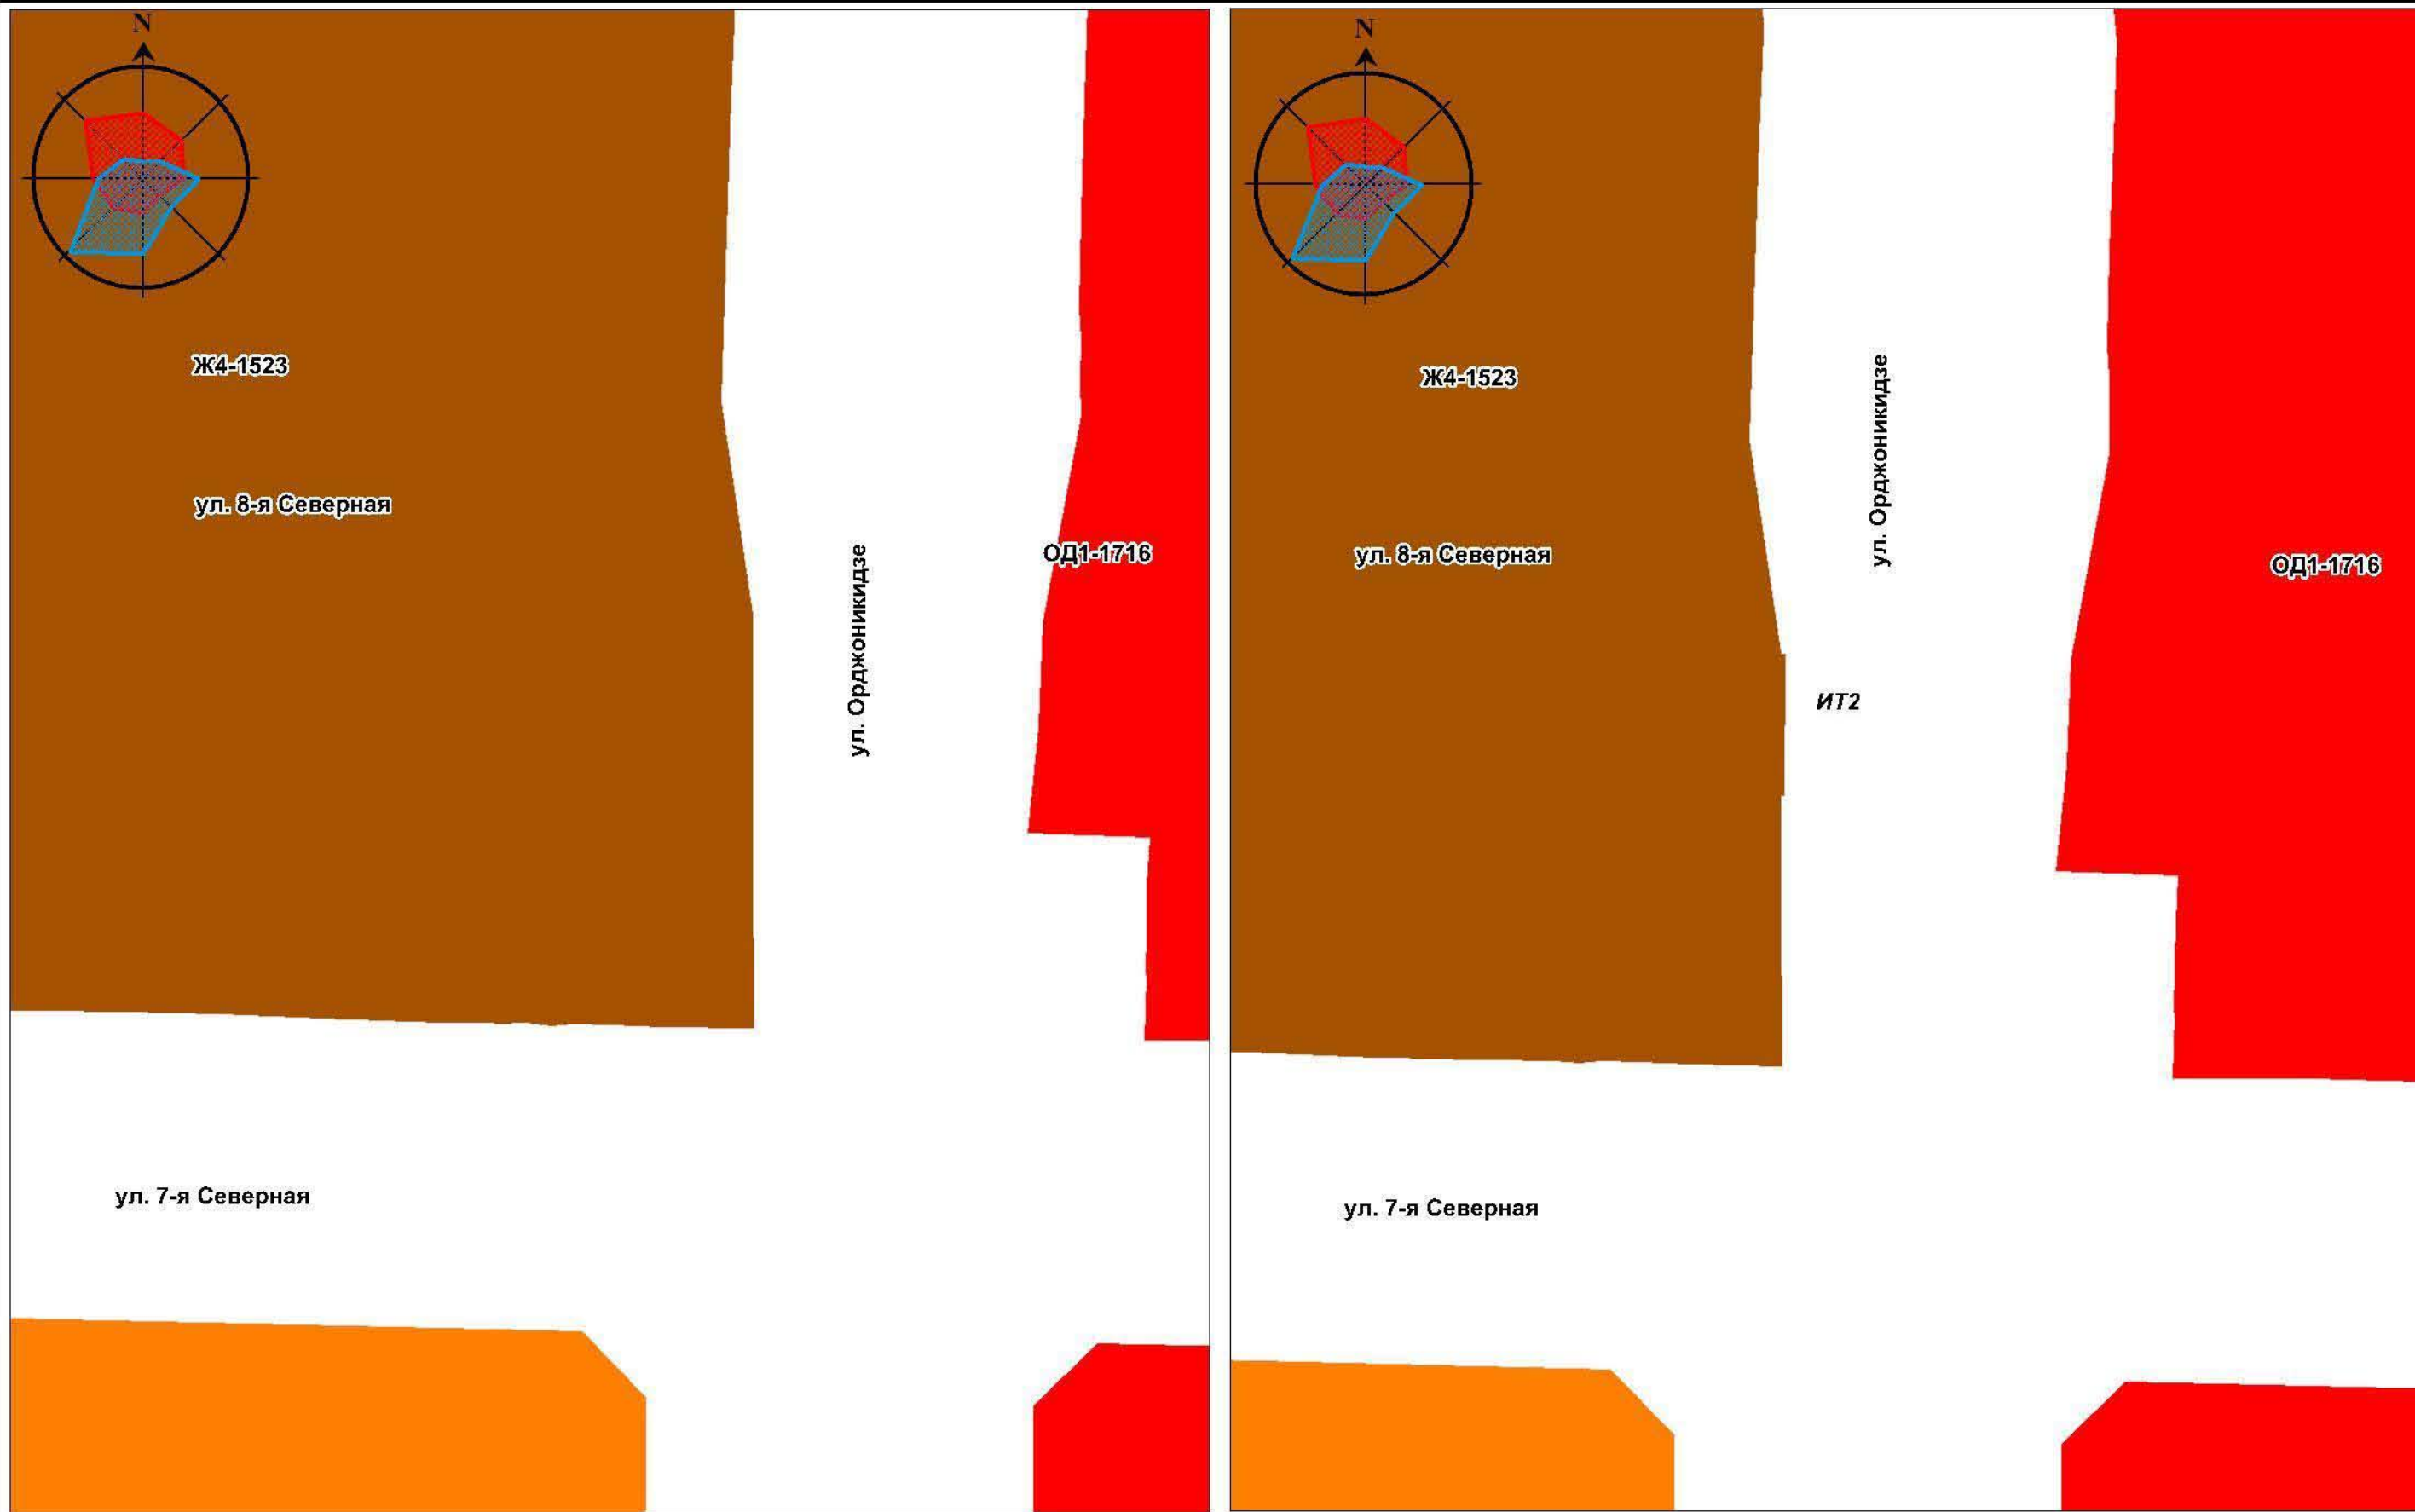 N
Ж4-1523
ул. 8-я Северная
ул. Орджоникидзе
ОД1-1716
ул. 7-я Северная
N
Ж4-1523
ул. Орджоникидзе
ул. 8-я Северная
ОД1-1716
ИТ2
ул. 7-я Северная